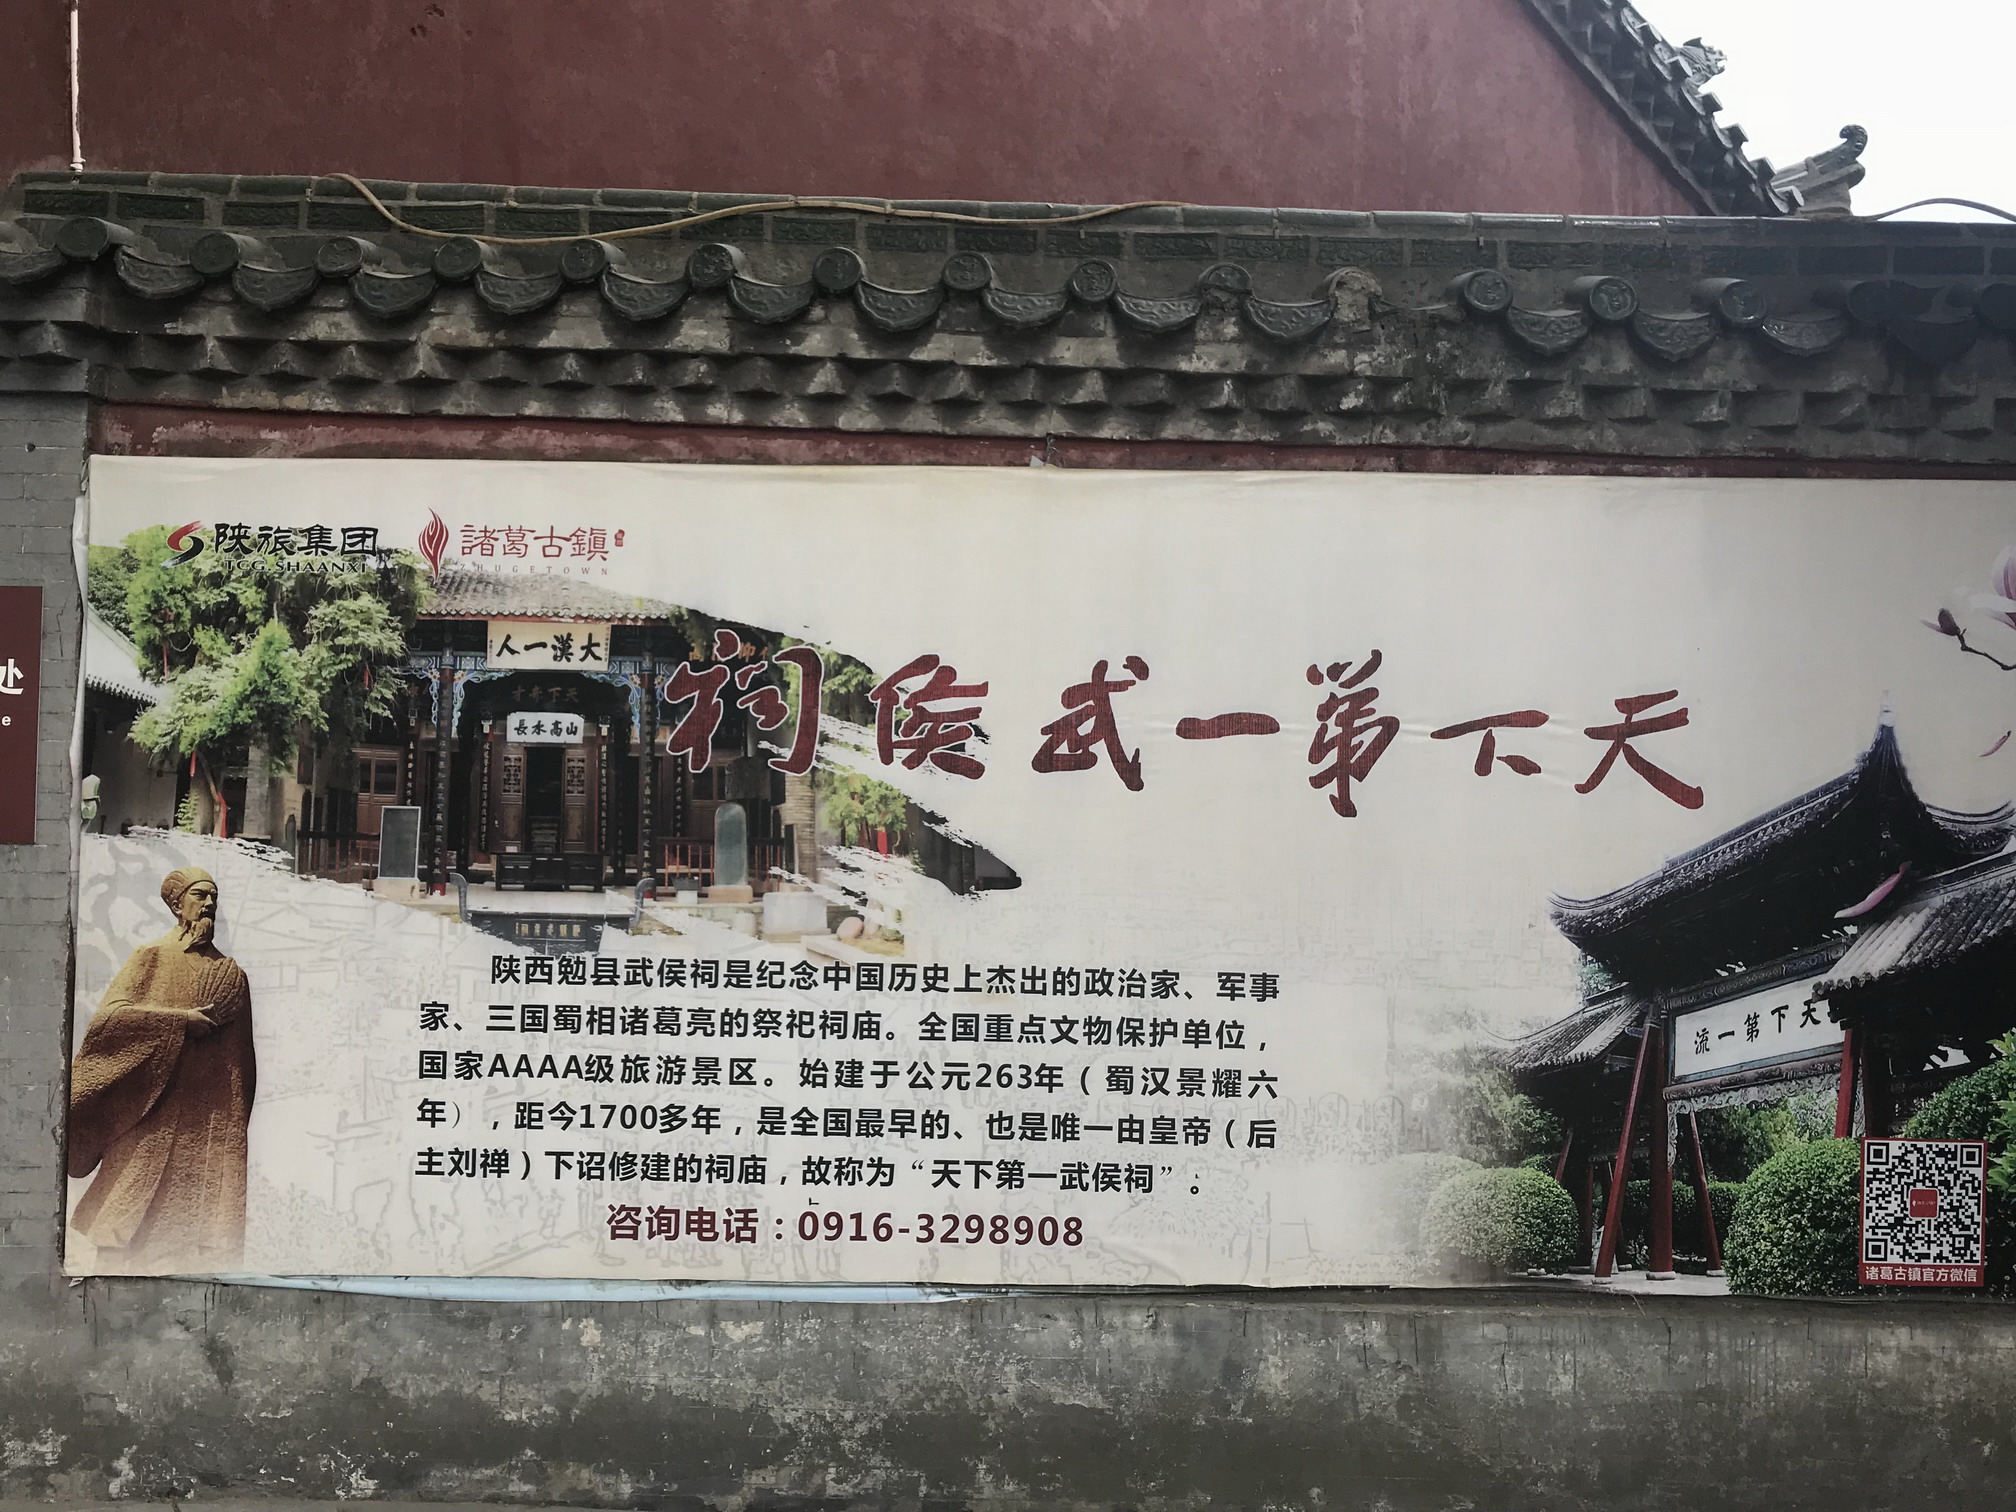 处
陕旅集团
TCG.SHAANXI
諸葛古鎮
ZHUGETOWN
大漢一人
天下奇才
山高水長
天下第一武侯祠
天下第一流
陕西勉县武侯祠是纪念中国历史上杰出的政治家、军事
家、三国蜀相诸葛亮的祭祀祠庙。全国重点文物保护单位，
国家AAAA级旅游景区。始建于公元263年（蜀汉景耀六
年），距今1700多年，是全国最早的、也是唯一由皇帝（后
主刘禅）下诏修建的祠庙，故称为“天下第一武侯祠”。
咨询电话：0916-3298908
诸葛古镇官方微信